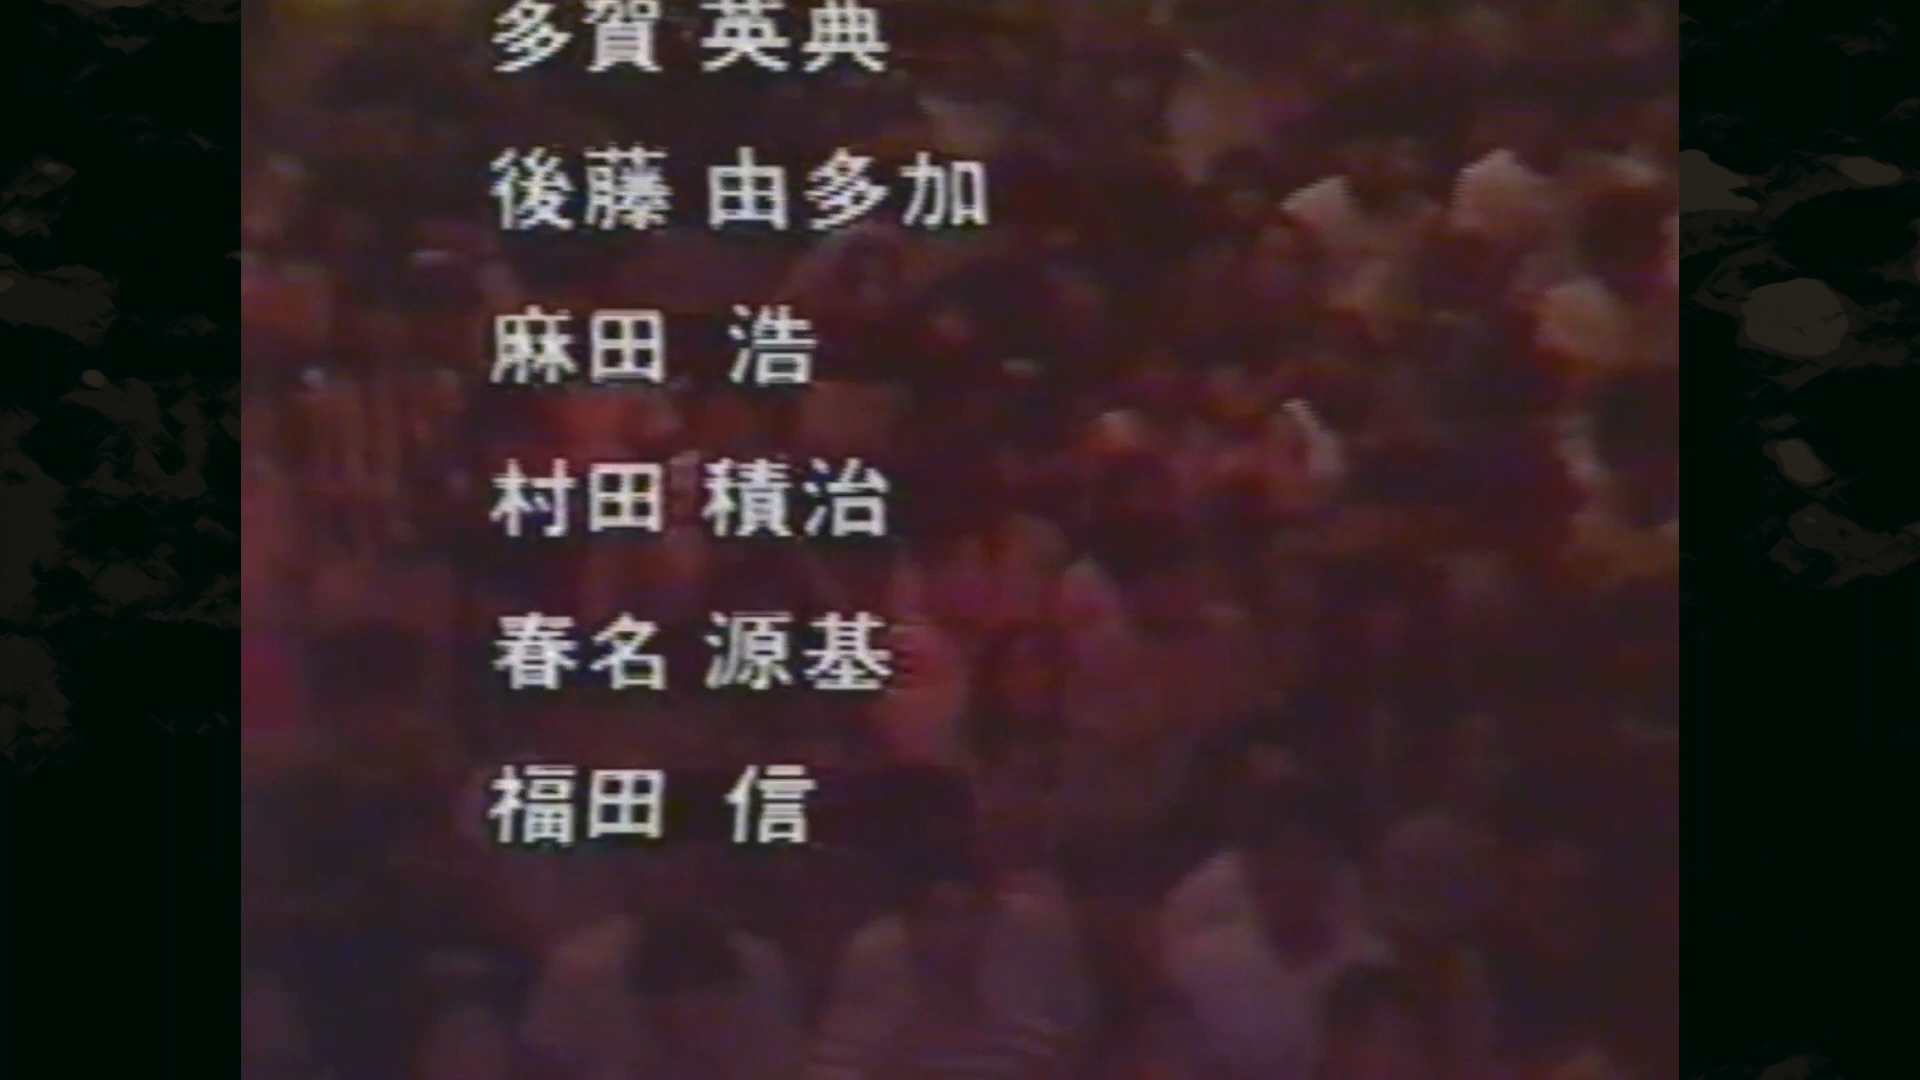 多賀 英典
後藤 由多加
麻田 浩
村田 積治
春名 源基
福田 信